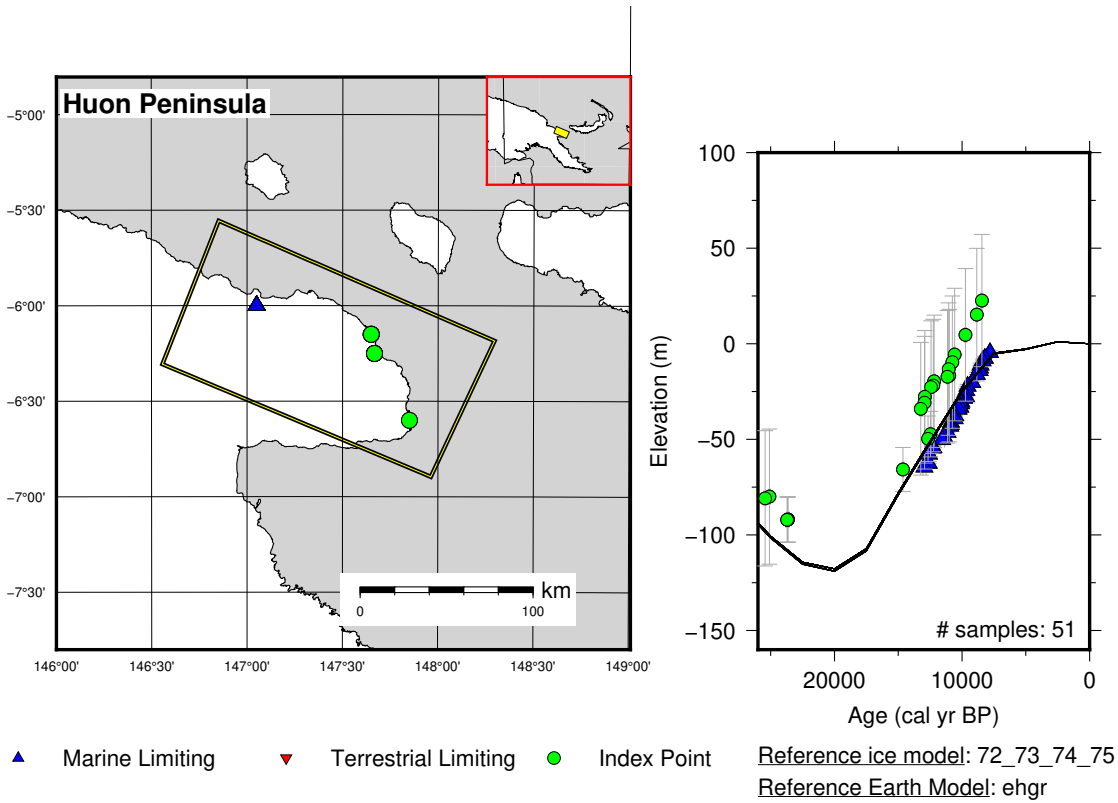 Huon Peninsula
−5°00'
−5°30'
−6°00'
−6°30'
−7°00'
−7°30'
146°00' 146°30' 147°00' 147°30' 148°00' 148°30' 149°00'
km
0 100
100
50
0
−50
−100
−150
Elevation (m)
# samples: 51
20000 10000 0
Age (cal yr BP)
Marine Limiting Terrestrial Limiting Index Point
Reference ice model: 72_73_74_75
Reference Earth Model: ehgr